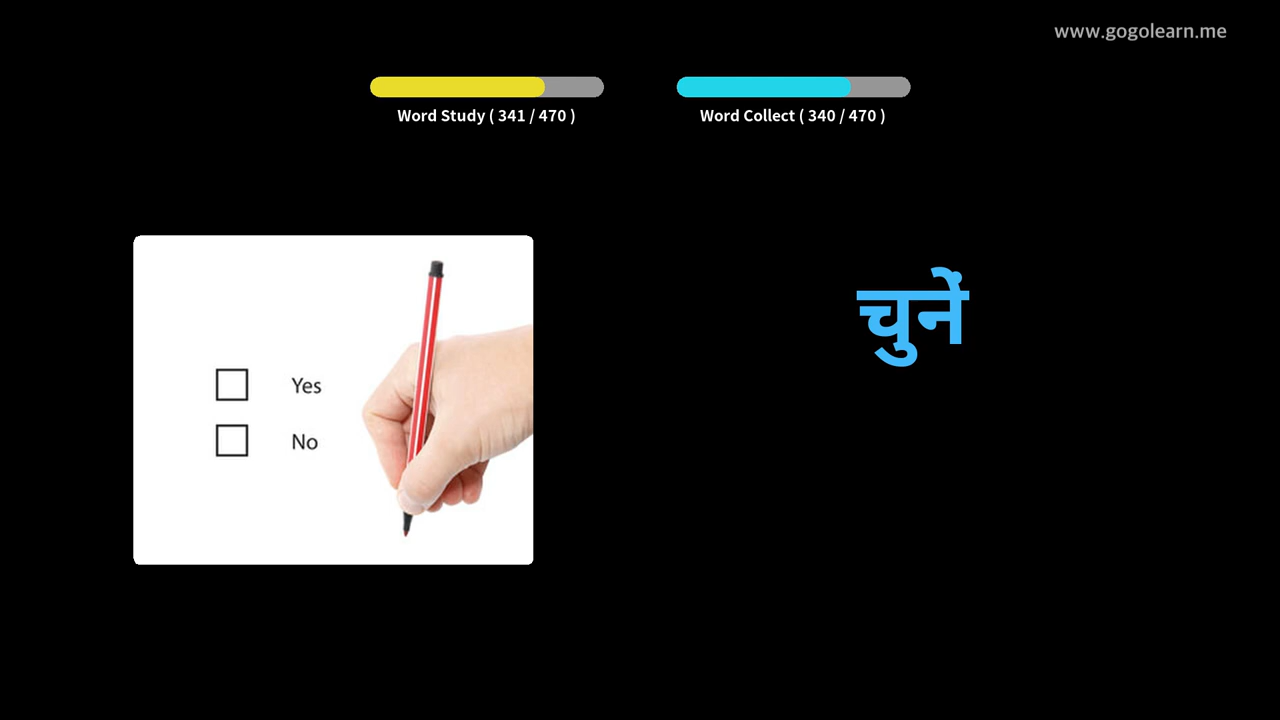 www.gogolearn.me
Word Study ( 341 / 470 )
Word Collect ( 340 / 470 )
चुनें
Yes
No